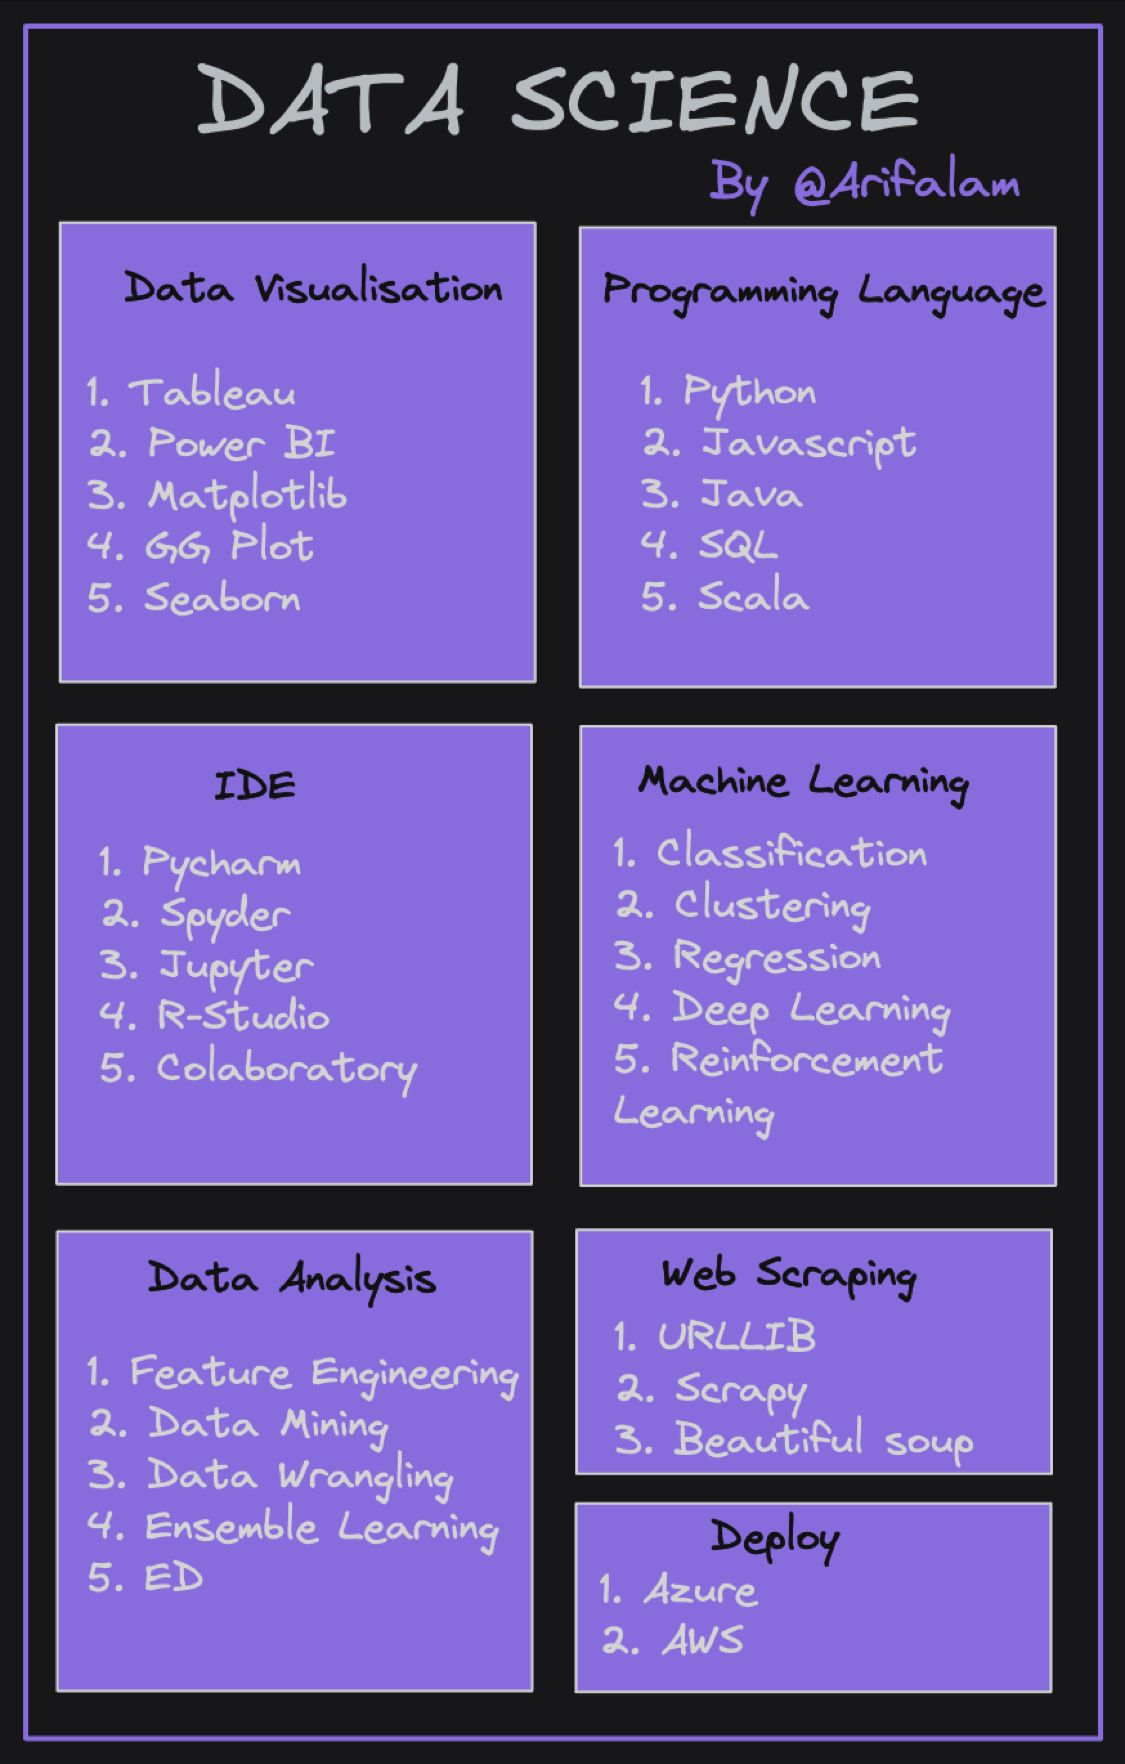 DATA SCIENCE
By @Arifalam
Data Visualisation
1. Tableau
2. Power BI
3. Matplotlib
4. GG Plot
5. Seaborn
Programming Language
1. Python
2. Javascript
3. Java
4. SQL
5. Scala
IDE
1. Pycharm
2. Spyder
3. Jupyter
4. R-Studio
5. Colaboratory
Machine Learning
1. Classification
2. Clustering
3. Regression
4. Deep Learning
5. Reinforcement
Learning
Data Analysis
1. Feature Engineering
2. Data Mining
3. Data Wrangling
4. Ensemble Learning
5. ED
Web Scraping
1. URLLIB
2. Scrapy
3. Beautiful soup
Deploy
1. Azure
2. AWS